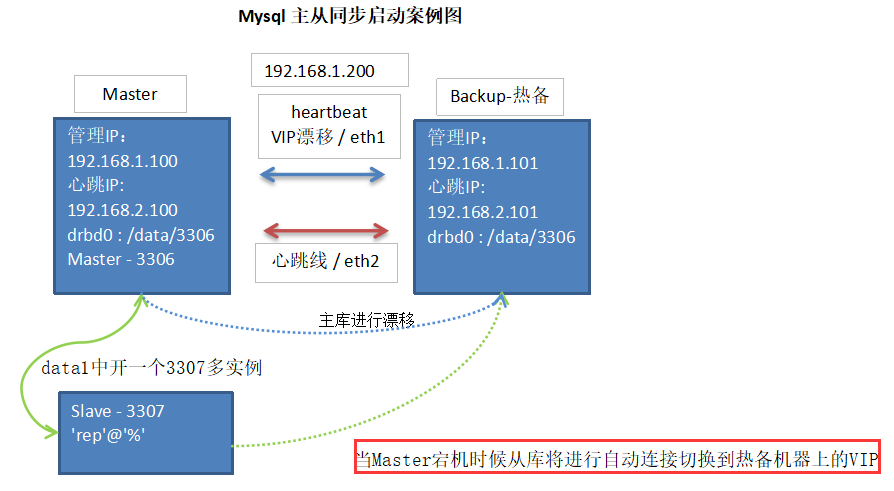 Mysql 主从同步启动案例图
192.168.1.200
Master
heartbeat
VIP漂移 / eth1
Backup-热备
管理IP:
192.168.1.100
心跳IP:
192.168.2.100
drbd0 : /data/3306
Master - 3306
管理IP:
192.168.1.101
心跳IP:
192.168.2.101
drbd0 : /data/3306
心跳线 / eth2
主库进行漂移
data1中开一个3307多实例
Slave - 3307
'rep'@'%'
当Master宕机时候从库将进行自动连接切换到热备机器上的VIP